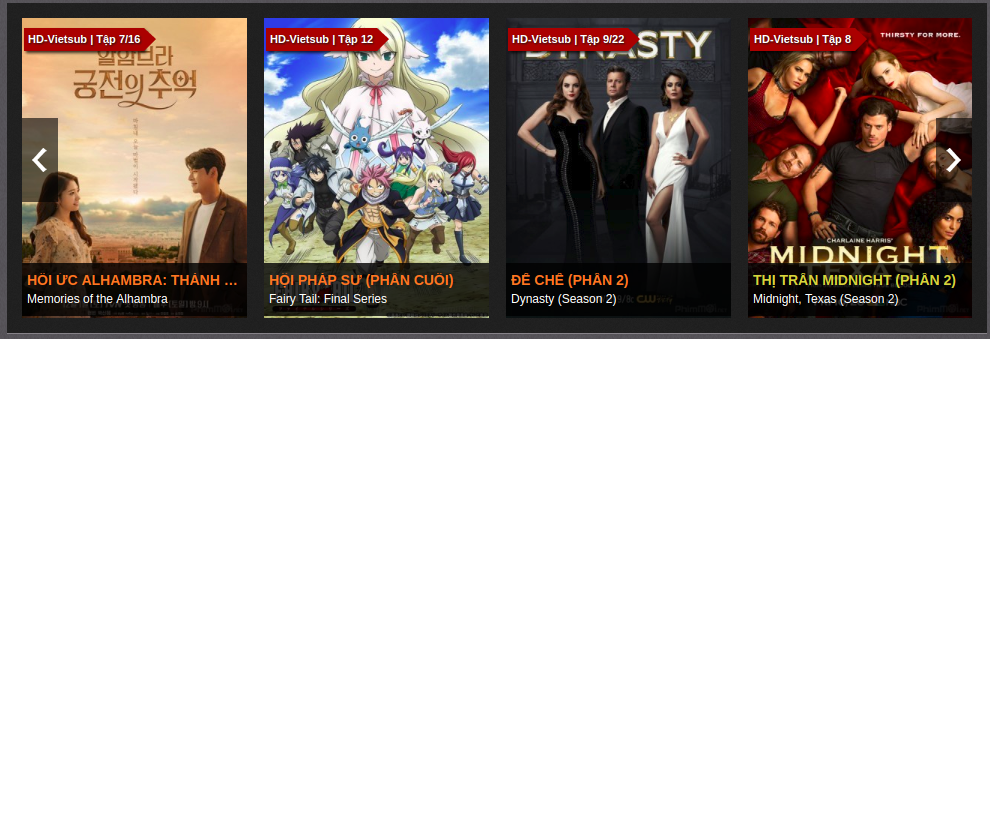 HD-Vietsub | Tập 7/16
알함브라
궁전의 추억
HỒI ỨC ALHAMBRA: THÀNH ...
Memories of the Alhambra
HD-Vietsub | Tập 12
HỘI PHÁP SƯ (PHẦN CUỐI)
Fairy Tail: Final Series
HD-Vietsub | Tập 9/22
DYNASTY
ĐẾ CHẾ (PHẦN 2)
Dynasty (Season 2)
HD-Vietsub | Tập 8
THIRSTY FOR MORE.
CHARLAINE HARRIS'
MIDNIGHT
TEXAS
THỊ TRẤN MIDNIGHT (PHẦN 2)
Midnight, Texas (Season 2)